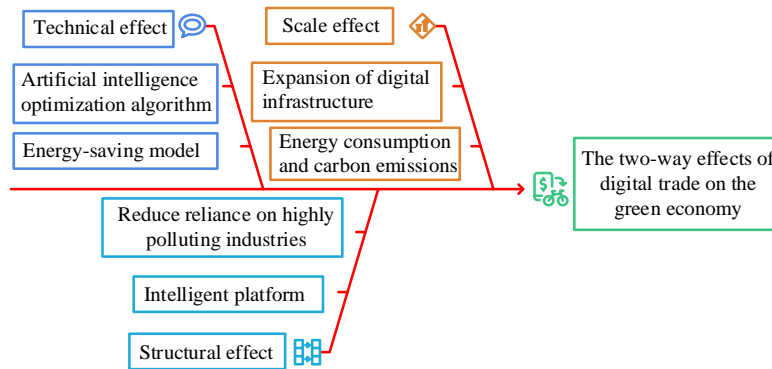 Technical effect
Scale effect
Artificial intelligence
optimization algorithm
Expansion of digital
infrastructure
Energy-saving model
Energy consumption
and carbon emissions
The two-way effects of
digital trade on the
green economy
$
Reduce reliance on highly
polluting industries
Intelligent platform
Structural effect